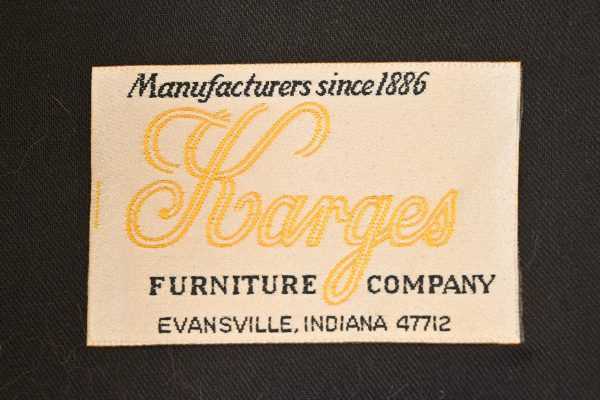 Manufacturers since 1886
Karges
FURNITURE COMPANY
EVANSVILLE, INDIANA 47712